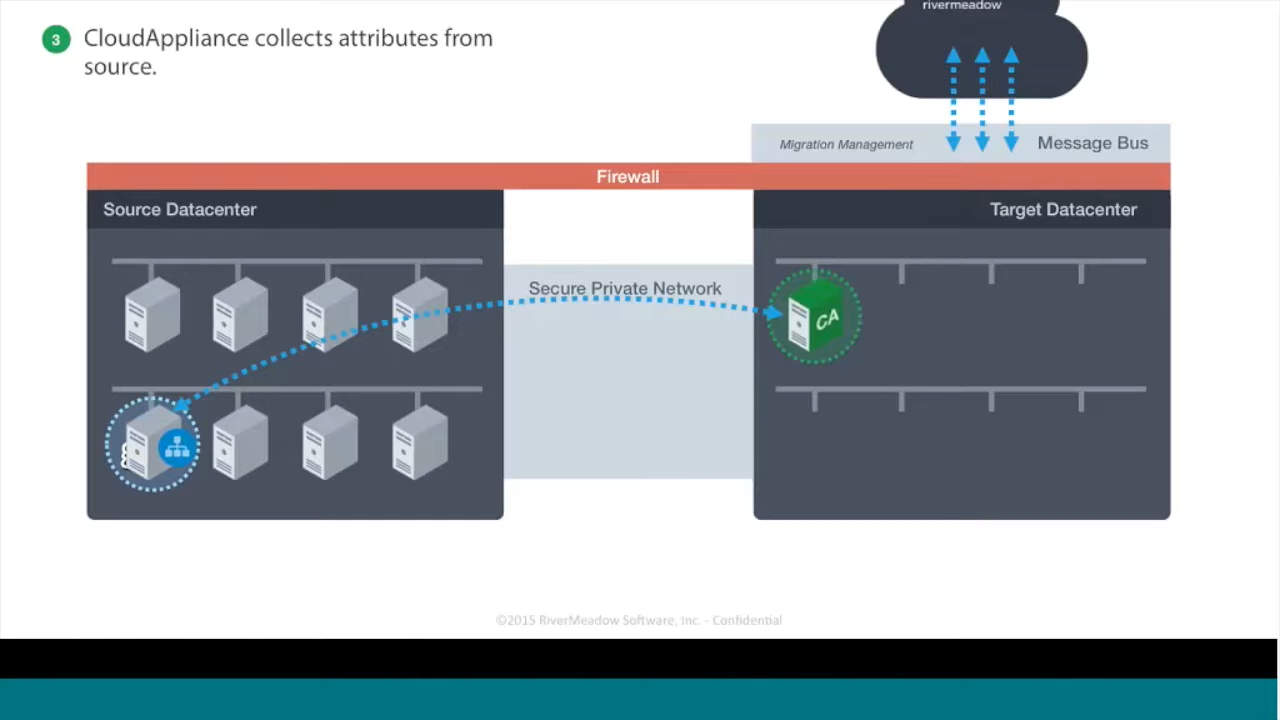 rivermeadow
3 CloudAppliance collects attributes from
source.
Migration Management
Message Bus
Firewall
Source Datacenter
Target Datacenter
Secure Private Network
CA
©2015 RiverMeadow Software, Inc. - Confidential